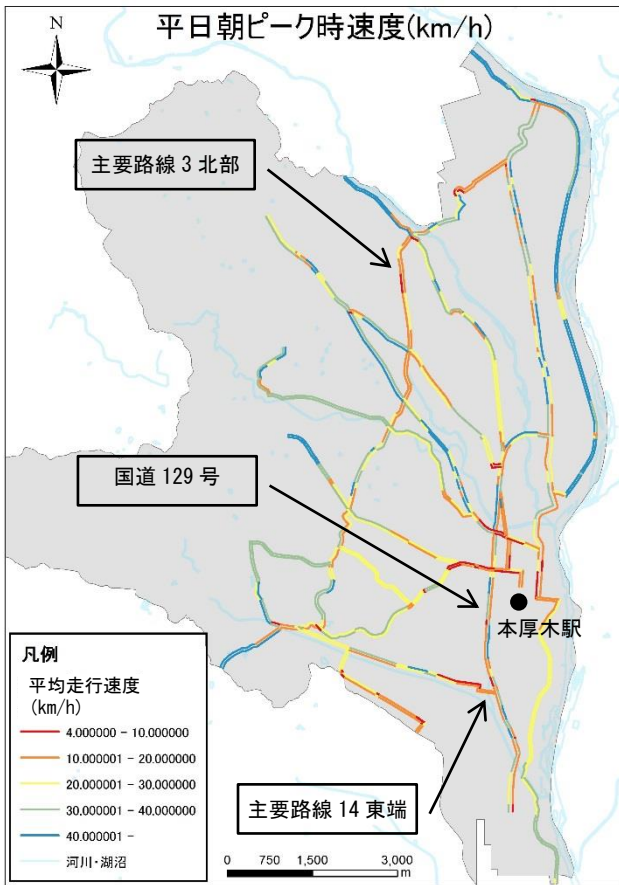 平日朝ピーク時速度(km/h)
N
主要路線3北部
国道129号
本厚木駅
主要路線14東端
凡例
平均走行速度
(km/h)
4.000000 - 10.000000
10.000001 - 20.000000
20.000001 - 30.000000
30.000001 - 40.000000
40.000001 -
河川・湖沼
0 750 1,500 3,000
m